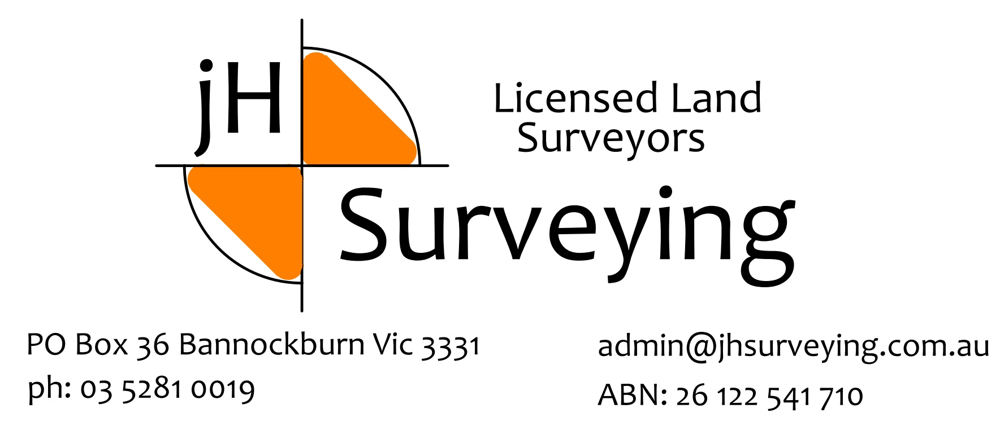 jH
Licensed Land
Surveyors
Surveying
PO Box 36 Bannockburn Vic 3331
ph: 03 5281 0019
admin@jhsurveying.com.au
ABN: 26 122 541 710